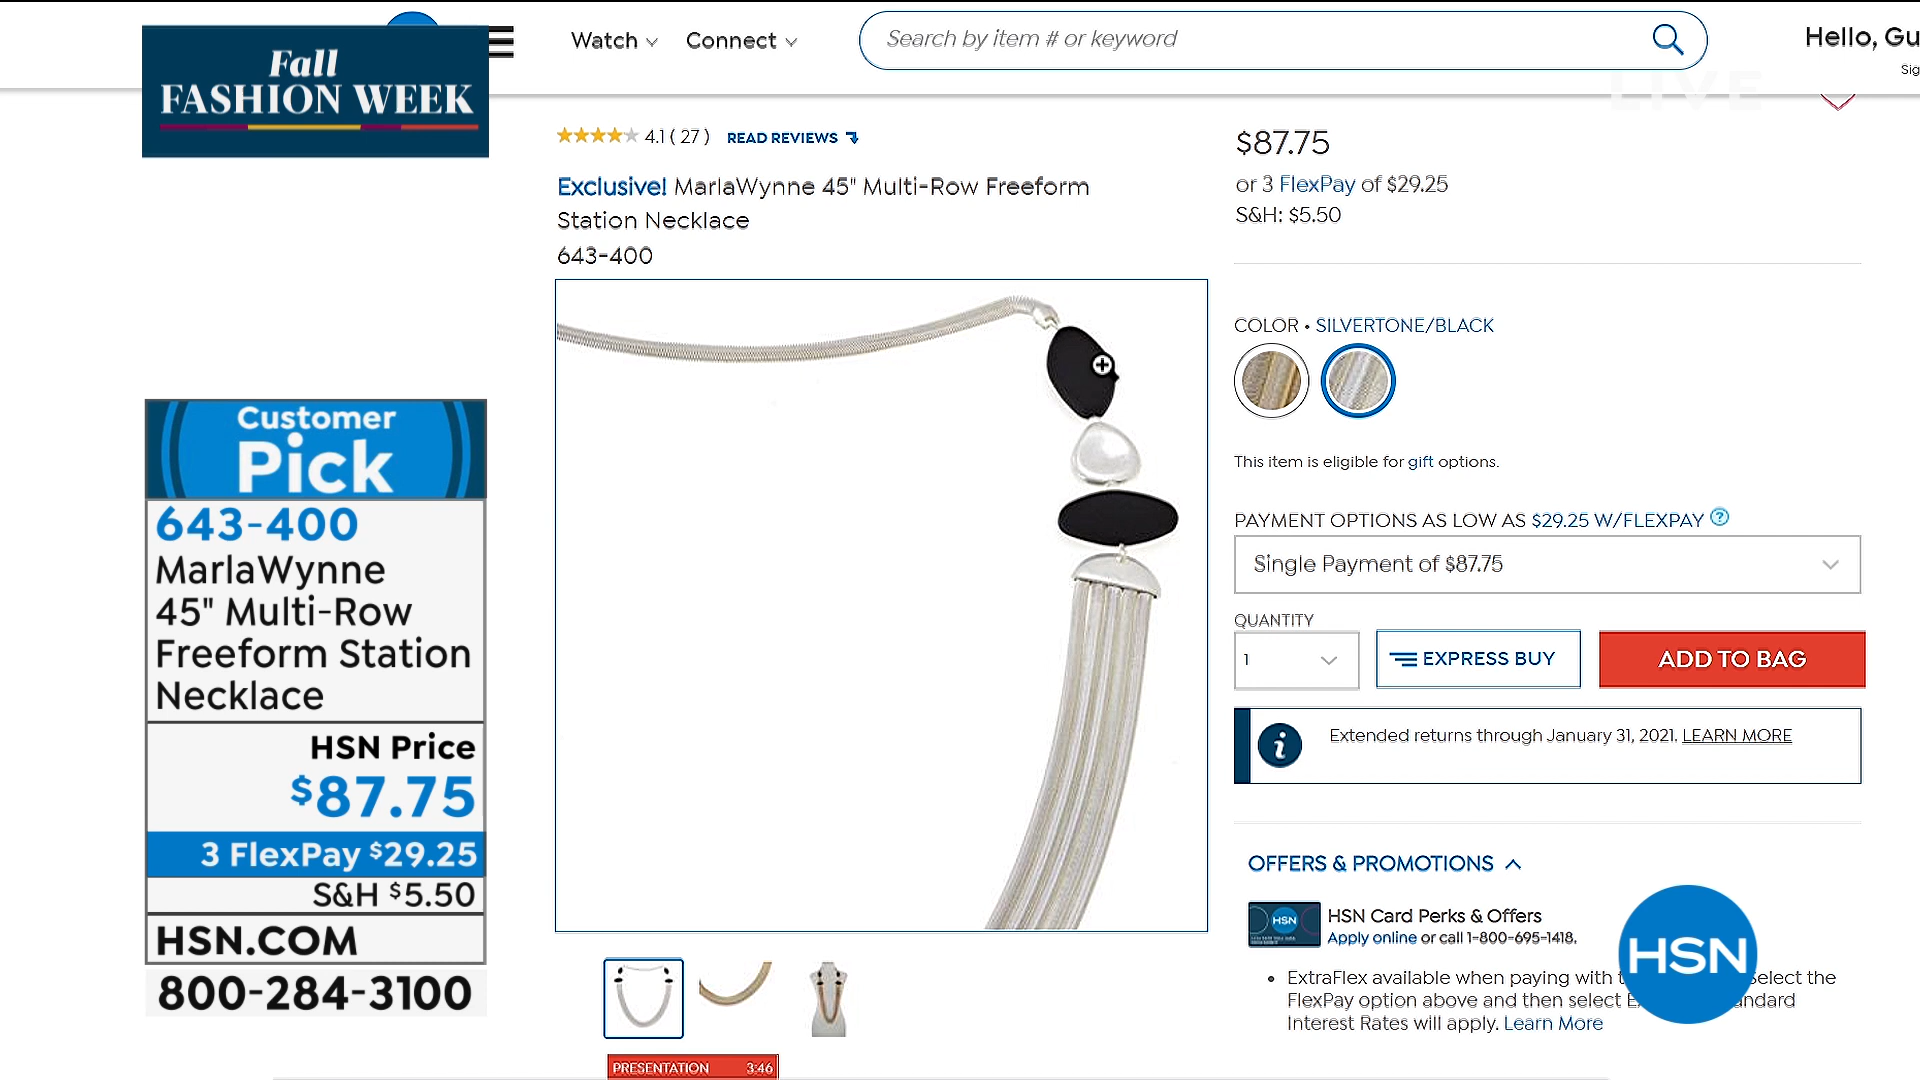 Fall
FASHION WEEK
Watch
Connect
Search by item # or keyword
Hello, Gu
Sig
LIVE
4.1 ( 27 ) READ REVIEWS
Exclusive! MarlaWynne 45" Multi-Row Freeform
Station Necklace
643-400
$87.75
or 3 FlexPay of $29.25
S&H: $5.50
COLOR • SILVERTONE/BLACK
This item is eligible for gift options.
PAYMENT OPTIONS AS LOW AS $29.25 W/FLEXPAY ?
Single Payment of $87.75
QUANTITY
1
EXPRESS BUY
ADD TO BAG
i
Extended returns through January 31, 2021. LEARN MORE
OFFERS & PROMOTIONS
HSN
HSN Card Perks & Offers
Apply online or call 1-800-695-1418.
• ExtraFlex available when paying with Select the
FlexPay option above and then select
Interest Rates will apply. Learn More
HSN
Customer
Pick
643-400
MarlaWynne
45" Multi-Row
Freeform Station
Necklace
HSN Price
$87.75
3 FlexPay $29.25
S&H $5.50
HSN.COM
800-284-3100
PRESENTATION 3:46